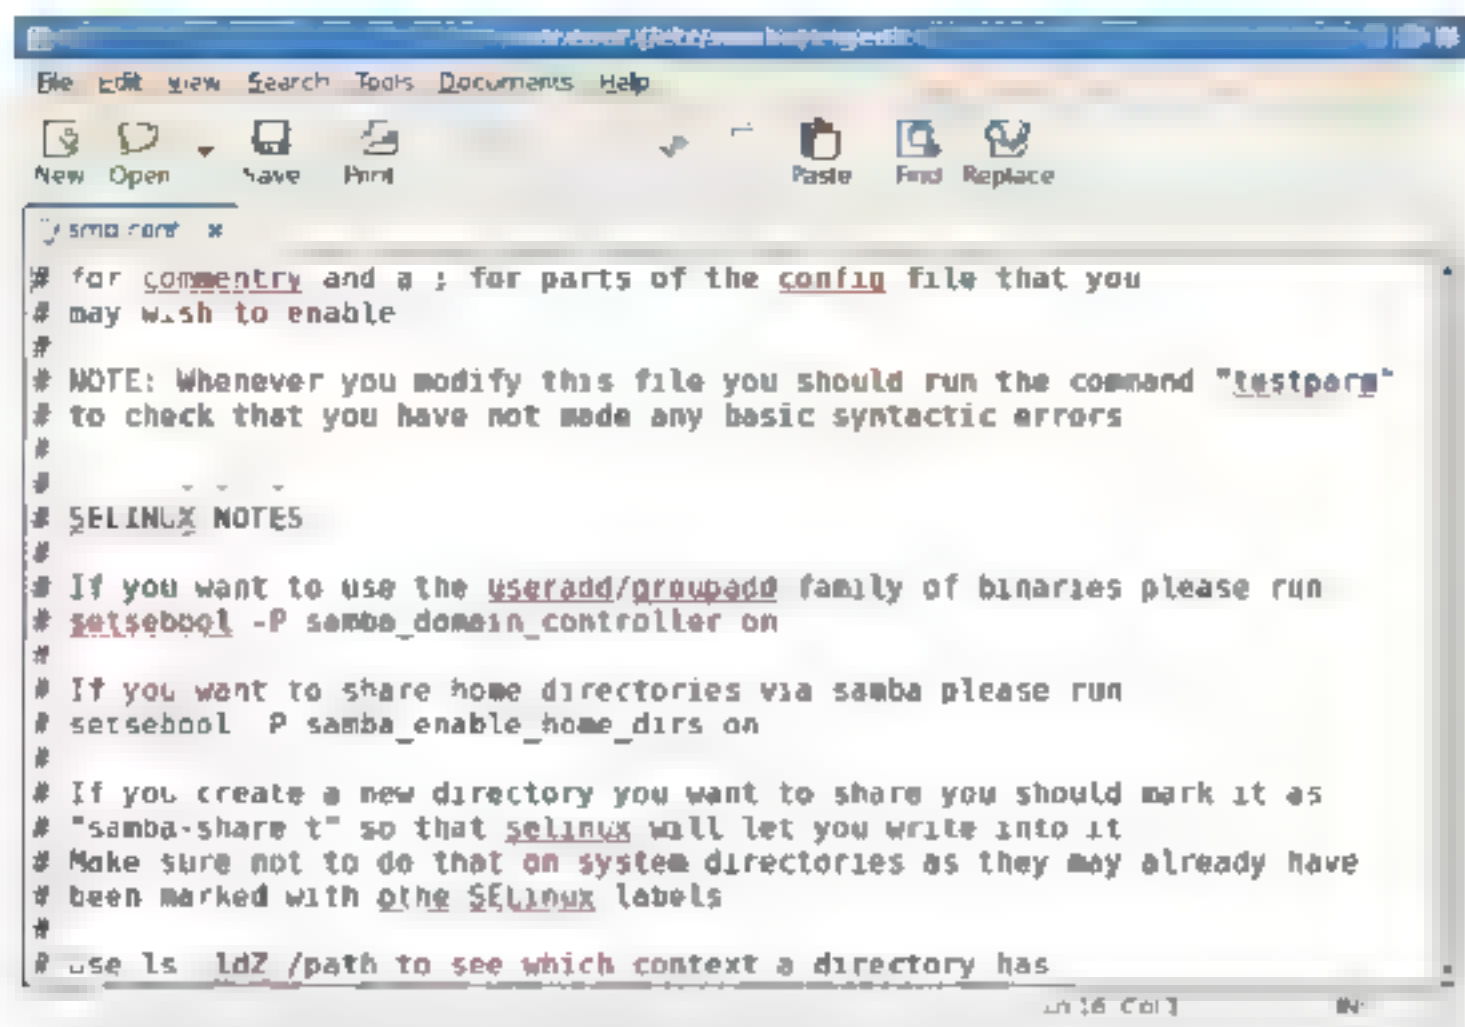 File Edit View Search Tools Documents Help
New Open Save Print Paste Find Replace
smb.conf ×
# for commentry and a ; for parts of the config file that you
# may wish to enable
#
# NOTE: Whenever you modify this file you should run the command "testparm"
# to check that you have not made any basic syntactic errors
#
#
# SELINUX NOTES
#
# If you want to use the useradd/groupadd family of binaries please run
# setsebool -P samba_domain_controller on
#
# If you want to share home directories via samba please run
# setsebool P samba_enable_home_dirs on
#
# If you create a new directory you want to share you should mark it as
# "samba-share t" so that selinux will let you write into it
# Make sure not to do that on system directories as they may already have
# been marked with othe SELinux labels
#
# use ls ldZ /path to see which context a directory has